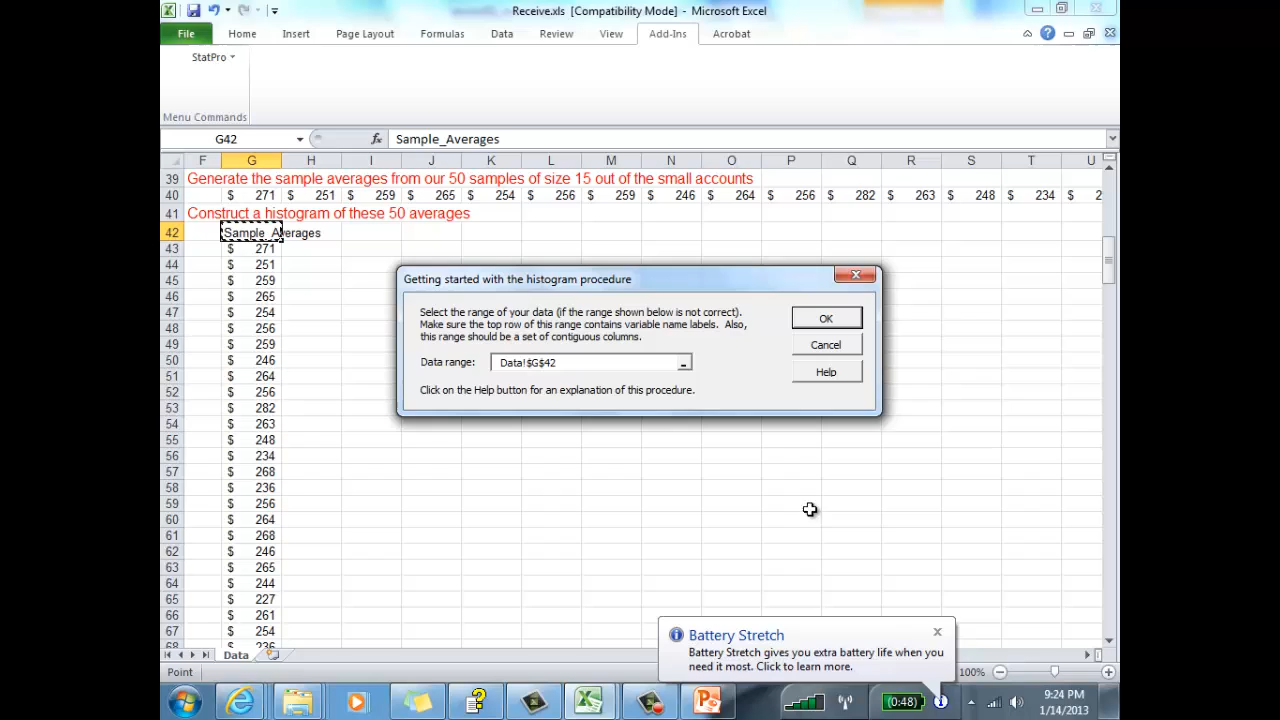 Receive.xls [Compatibility Mode] - Microsoft Excel
File Home Insert Page Layout Formulas Data Review View Add-Ins Acrobat
StatPro
Menu Commands
G42 fx Sample_Averages
F G H I J K L M N O P Q R S T U
39 Generate the sample averages from our 50 samples of size 15 out of the small accounts
40 $ 271 $ 251 $ 259 $ 265 $ 254 $ 256 $ 259 $ 246 $ 264 $ 256 $ 282 $ 263 $ 248 $ 234 $ 2
41 Construct a histogram of these 50 averages
42 Sample_Averages
43 $ 271
44 $ 251
45 $ 259
46 $ 265
47 $ 254
48 $ 256
49 $ 259
50 $ 246
51 $ 264
52 $ 256
53 $ 282
54 $ 263
55 $ 248
56 $ 234
57 $ 268
58 $ 236
59 $ 256
60 $ 264
61 $ 268
62 $ 246
63 $ 265
64 $ 244
65 $ 227
66 $ 261
67 $ 254
68 $ 236
Getting started with the histogram procedure
Select the range of your data (if the range shown below is not correct).
Make sure the top row of this range contains variable name labels. Also,
this range should be a set of contiguous columns.
Data range: Data!$G$42
Click on the Help button for an explanation of this procedure.
OK
Cancel
Help
Battery Stretch
Battery Stretch gives you extra battery life when you
need it most. Click to learn more.
Data
Point 100%
(0:48)
9:24 PM
1/14/2013